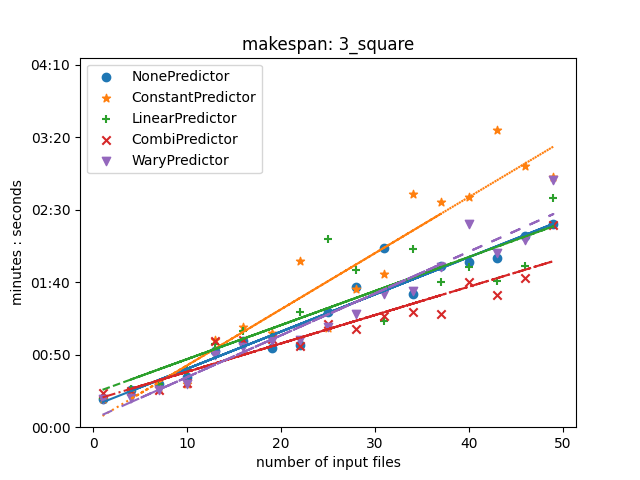 makespan: 3_square
04:10
03:20
02:30
01:40
00:50
00:00
minutes : seconds
NonePredictor
ConstantPredictor
LinearPredictor
CombiPredictor
WaryPredictor
0 10 20 30 40 50
number of input files